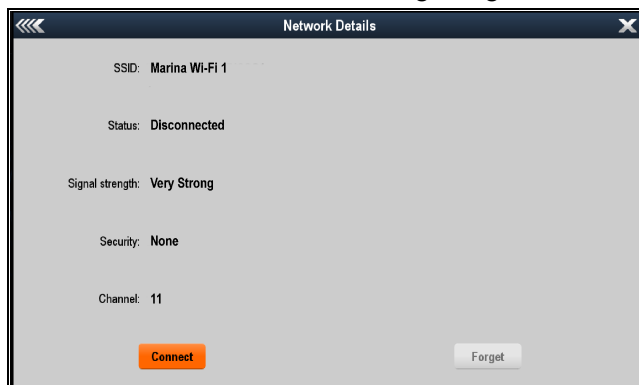 Network Details
SSID: Marina Wi-Fi 1
Status: Disconnected
Signal strength: Very Strong
Security: None
Channel: 11
Connect Forget